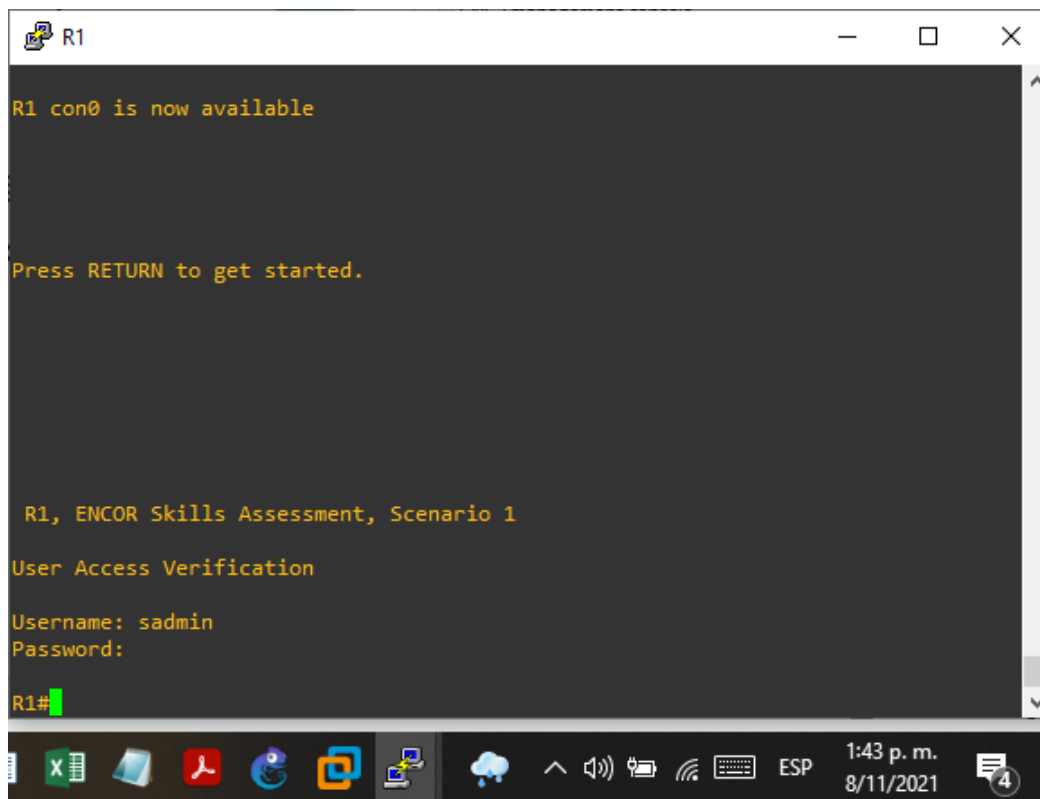 R1
R1 con0 is now available
Press RETURN to get started.
R1, ENCOR Skills Assessment, Scenario 1
User Access Verification
Username: sadmin
Password:
R1#
ESP
1:43 p. m.
8/11/2021
4